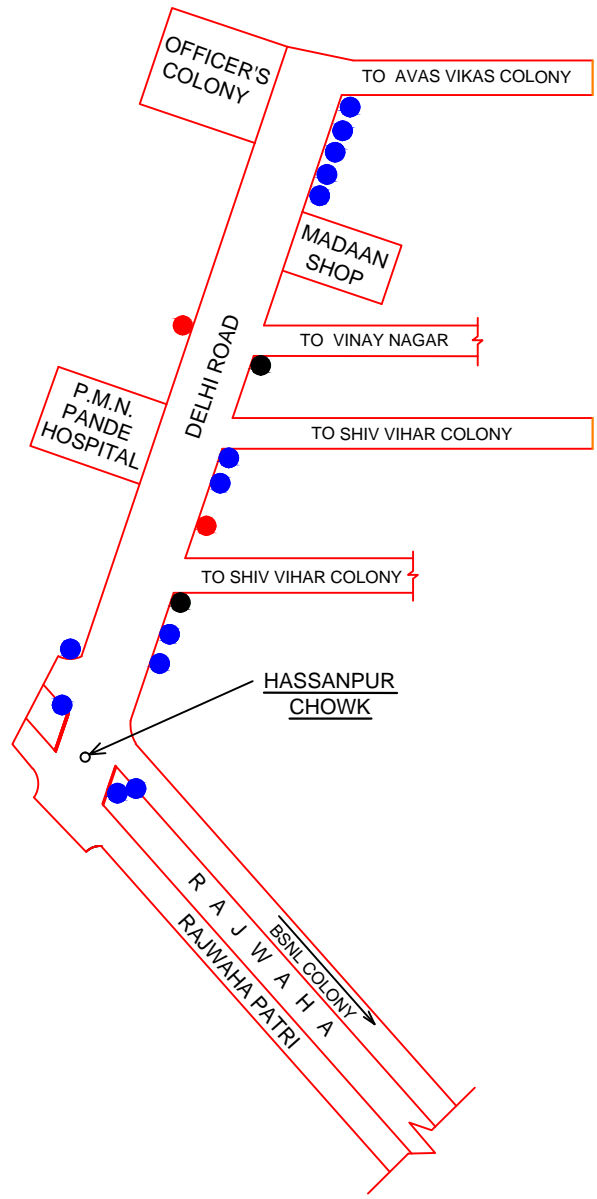 OFFICER'S
COLONY
TO AVAS VIKAS COLONY
MADAAN
SHOP
DELHI ROAD
TO VINAY NAGAR
P.M.N.
PANDE
HOSPITAL
TO SHIV VIHAR COLONY
TO SHIV VIHAR COLONY
HASSANPUR
CHOWK
RAJWAHA
BSNL COLONY
RAJWAHA PATRI